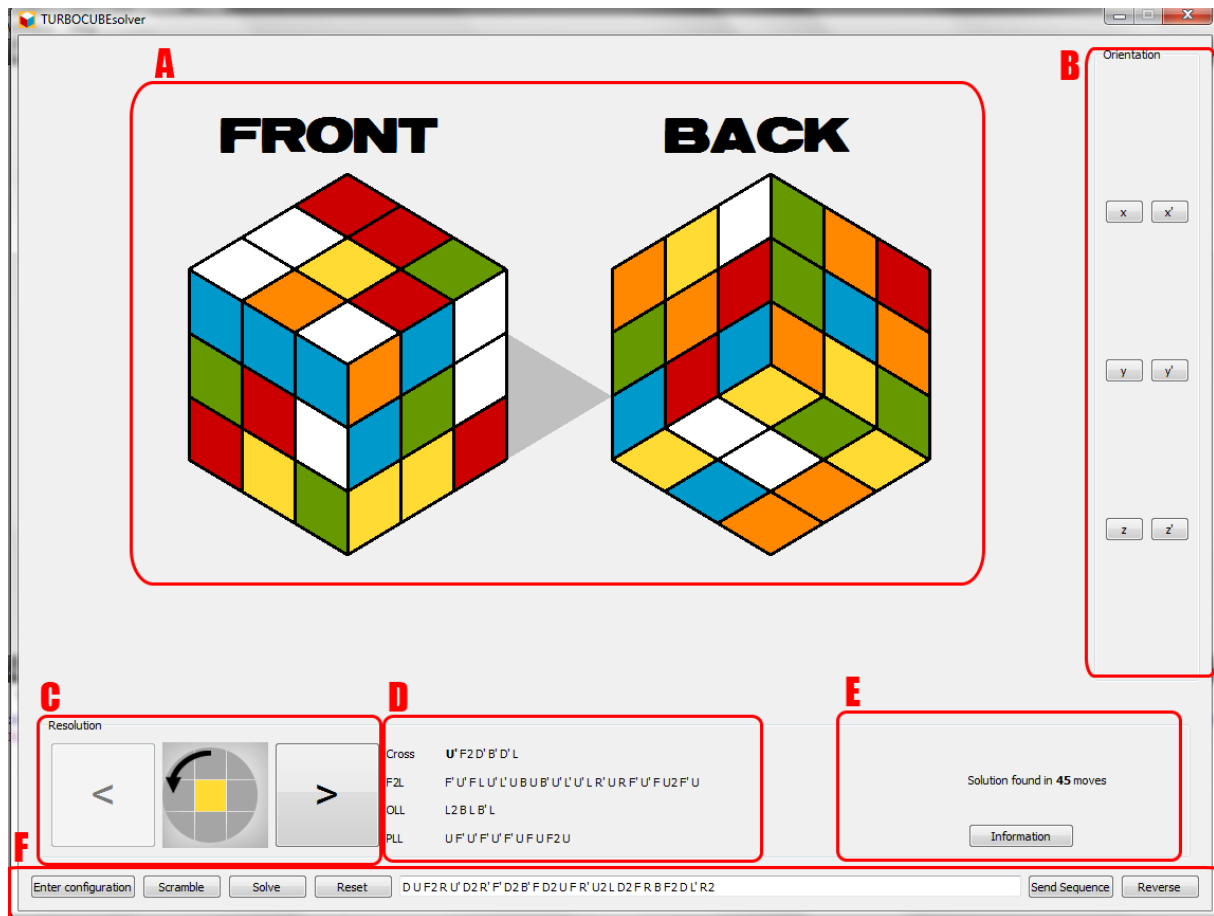 TURBOCUBEsolver
A
B
Orientation
FRONT
BACK
x x'
y y'
z z'
C
D
E
Resolution
Cross U' F2 D' B' D' L
F2L F' U' F L U' L' U B U B' U' L' U' L R' U R F' U' F U2 F' U
OLL L2 B L B' L
PLL U F' U' F' U' F' U F U F2 U
< >
Solution found in 45 moves
Information
F
Enter configuration Scramble Solve Reset D U F2 R U' D2 R' F' D2 B' F D2 U F R' U2 L D2 F R B F2 D L' R2 Send Sequence Reverse